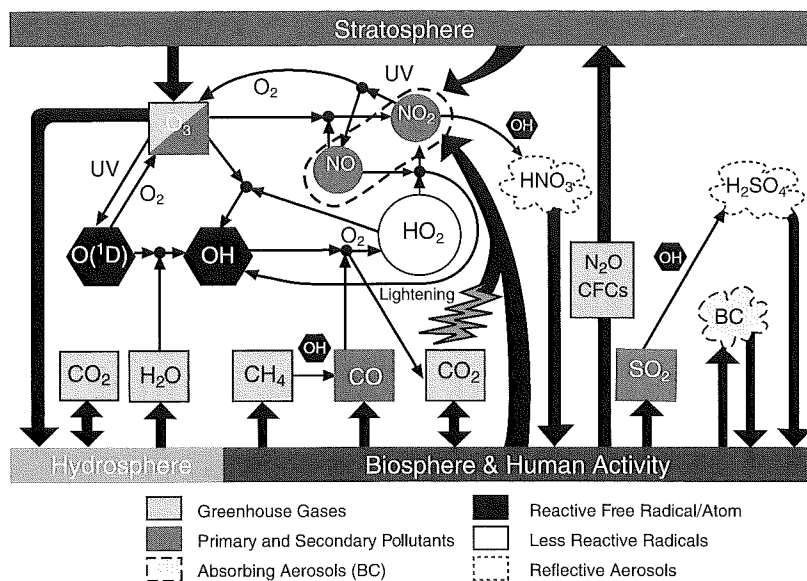 Stratosphere
UV
O₂
O₃
NO₂
NO
OH
HNO₃
H₂SO₄
UV
O₂
O(¹D)
OH
O₂
HO₂
Lightening
N₂O
CFCs
OH
BC
CO₂
H₂O
CH₄
OH
CO
CO₂
SO₂
Hydrosphere
Biosphere & Human Activity
Greenhouse Gases
Primary and Secondary Pollutants
Absorbing Aerosols (BC)
Reactive Free Radical/Atom
Less Reactive Radicals
Reflective Aerosols